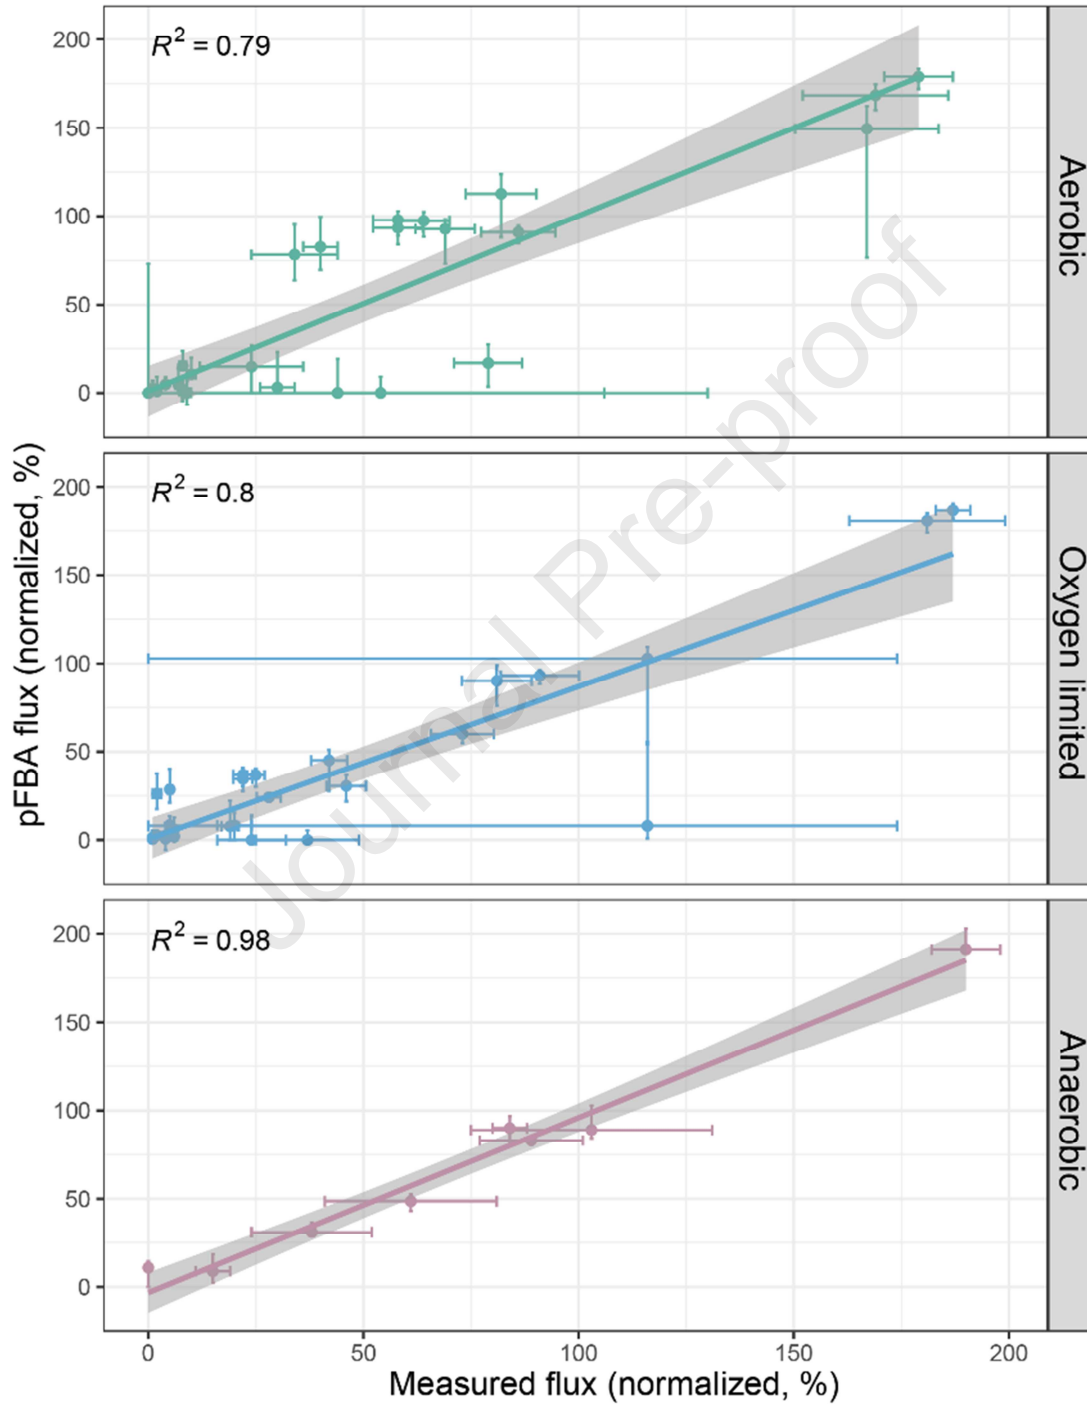 R² = 0.79
200
150
100
50
0
Aerobic
R² = 0.8
200
150
100
50
0
Oxygen limited
R² = 0.98
200
150
100
50
0
Anaerobic
pFBA flux (normalized, %)
0 50 100 150 200
Measured flux (normalized, %)
Journal Pre-proof